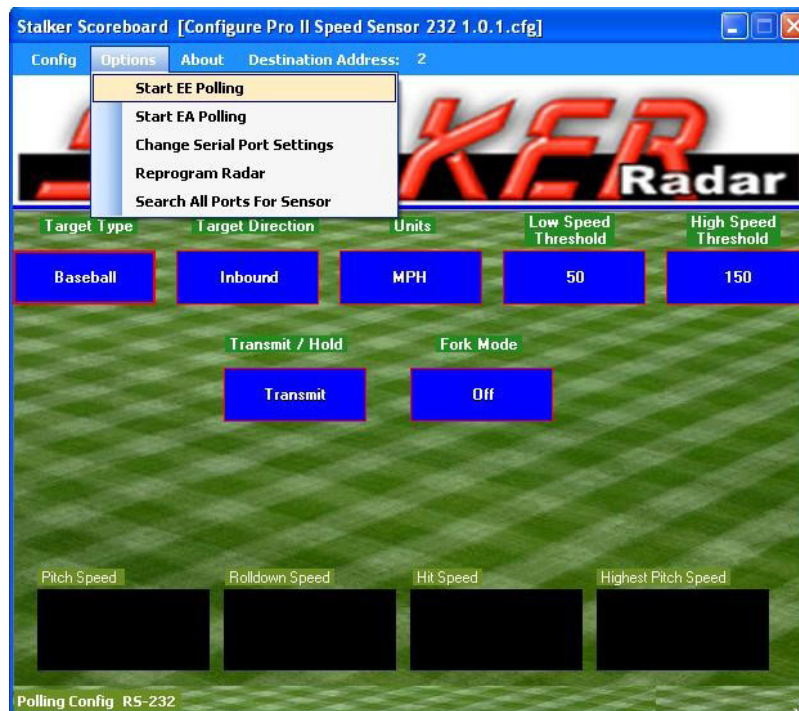 Stalker Scoreboard [Configure Pro II Speed Sensor 232 1.0.1.cfg]
Config Options About Destination Address: 2
Start EE Polling
Start EA Polling
Change Serial Port Settings
Reprogram Radar
Search All Ports For Sensor
Radar
Target Type Target Direction Units Low Speed Threshold High Speed Threshold
Baseball Inbound MPH 50 150
Transmit / Hold Fork Mode
Transmit Off
Pitch Speed Rolldown Speed Hit Speed Highest Pitch Speed
Polling Config RS-232